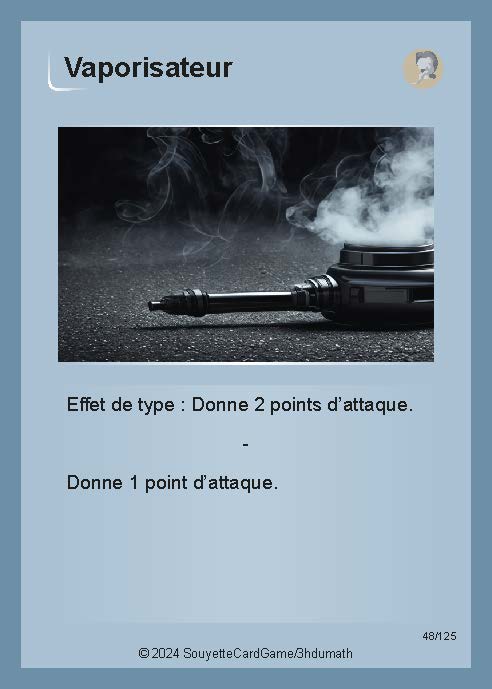 Vaporisateur
Effet de type : Donne 2 points d’attaque.
-
Donne 1 point d’attaque.
48/125
© 2024 SouyetteCardGame/3hdumath